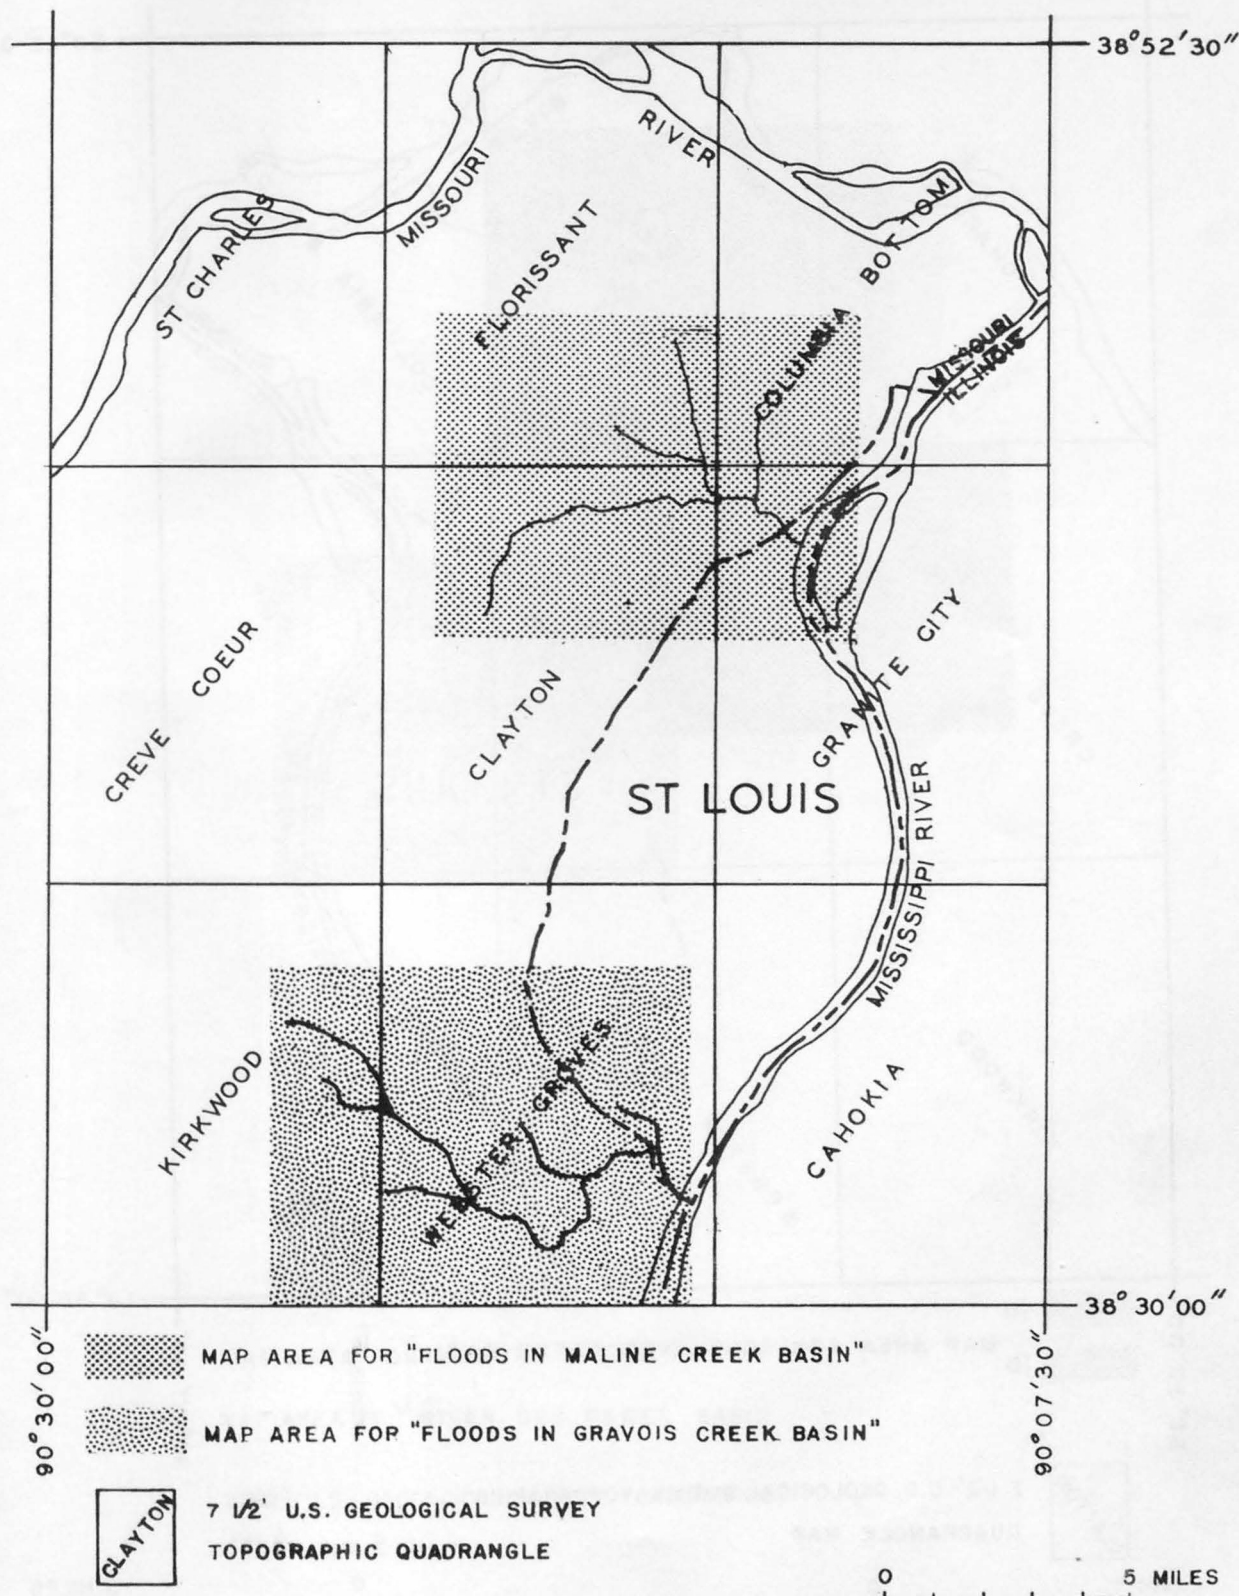 38°52'30"
RIVER
MISSOURI
ST CHARLES
FLORISSANT
COLUMBIA BOTTOM
MISSOURI
ILLINOIS
CREVE COEUR
CLAYTON
GRANITE CITY
ST LOUIS
MISSISSIPPI RIVER
KIRKWOOD
WEBSTER GROVES
CAHOKIA
38° 30' 00"
90° 30' 00"
90° 07' 30"
MAP AREA FOR "FLOODS IN MALINE CREEK BASIN"
MAP AREA FOR "FLOODS IN GRAVOIS CREEK BASIN"
CLAYTON
7 1/2' U.S. GEOLOGICAL SURVEY
TOPOGRAPHIC QUADRANGLE
0 5 MILES